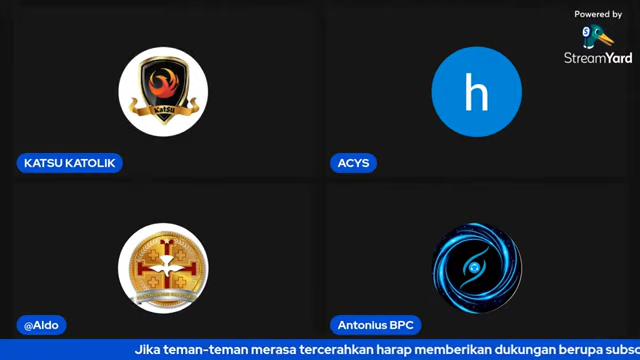 Powered by
StreamYard
KatSU
h
KATSU KATOLIK
ACYS
@Aldo
Antonius BPC
Jika teman-teman merasa tercerahkan harap memberikan dukungan berupa subsc